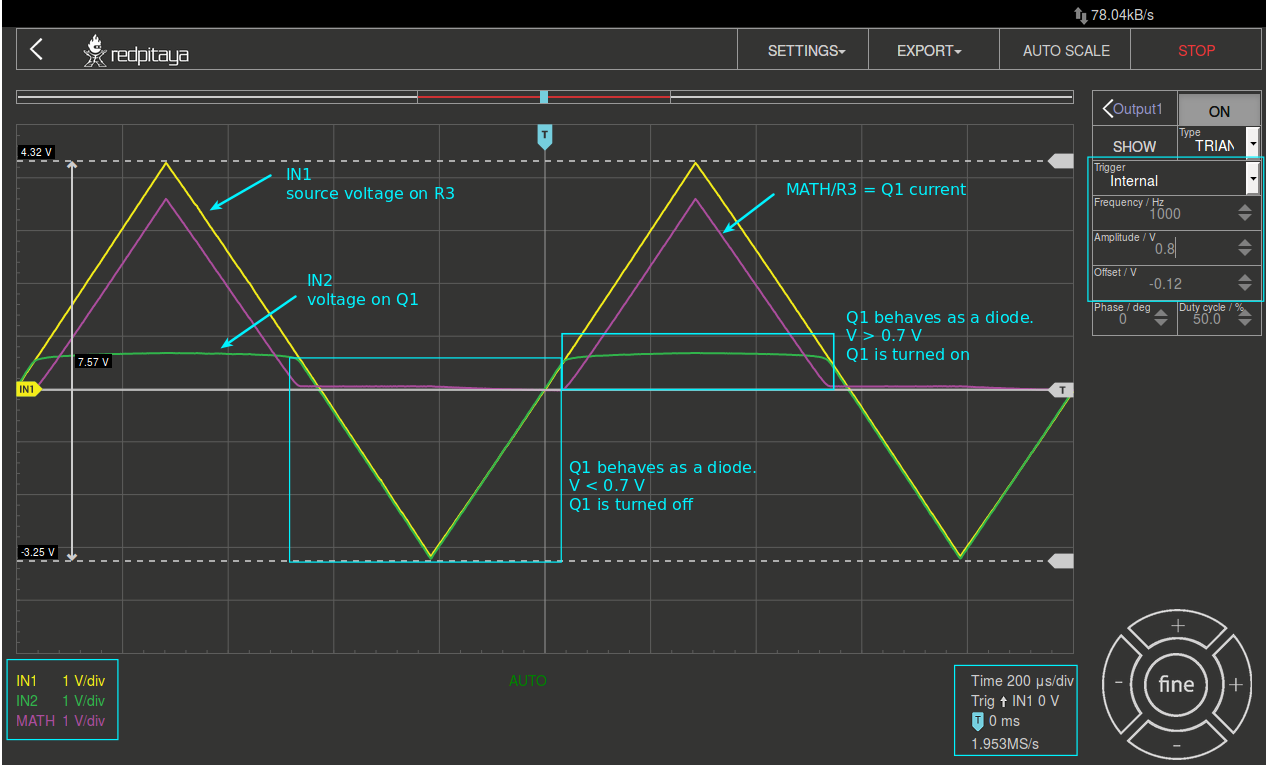 78.04kB/s
redpitaya
SETTINGS
EXPORT
AUTO SCALE
STOP
Output1
ON
SHOW
Type
TRIAN
Trigger
Internal
Frequency / Hz
1000
Amplitude / V
0.8
Offset / V
-0.12
Phase / deg
0
Duty cycle / %
50.0
T
4.32 V
IN1
source voltage on R3
MATH/R3 = Q1 current
IN2
voltage on Q1
Q1 behaves as a diode.
V > 0.7 V
Q1 is turned on
7.57 V
IN1
T
Q1 behaves as a diode.
V < 0.7 V
Q1 is turned off
-3.25 V
IN1 1 V/div
IN2 1 V/div
MATH 1 V/div
AUTO
Time 200 µs/div
Trig IN1 0 V
T 0 ms
1.953MS/s
+
- fine +
-